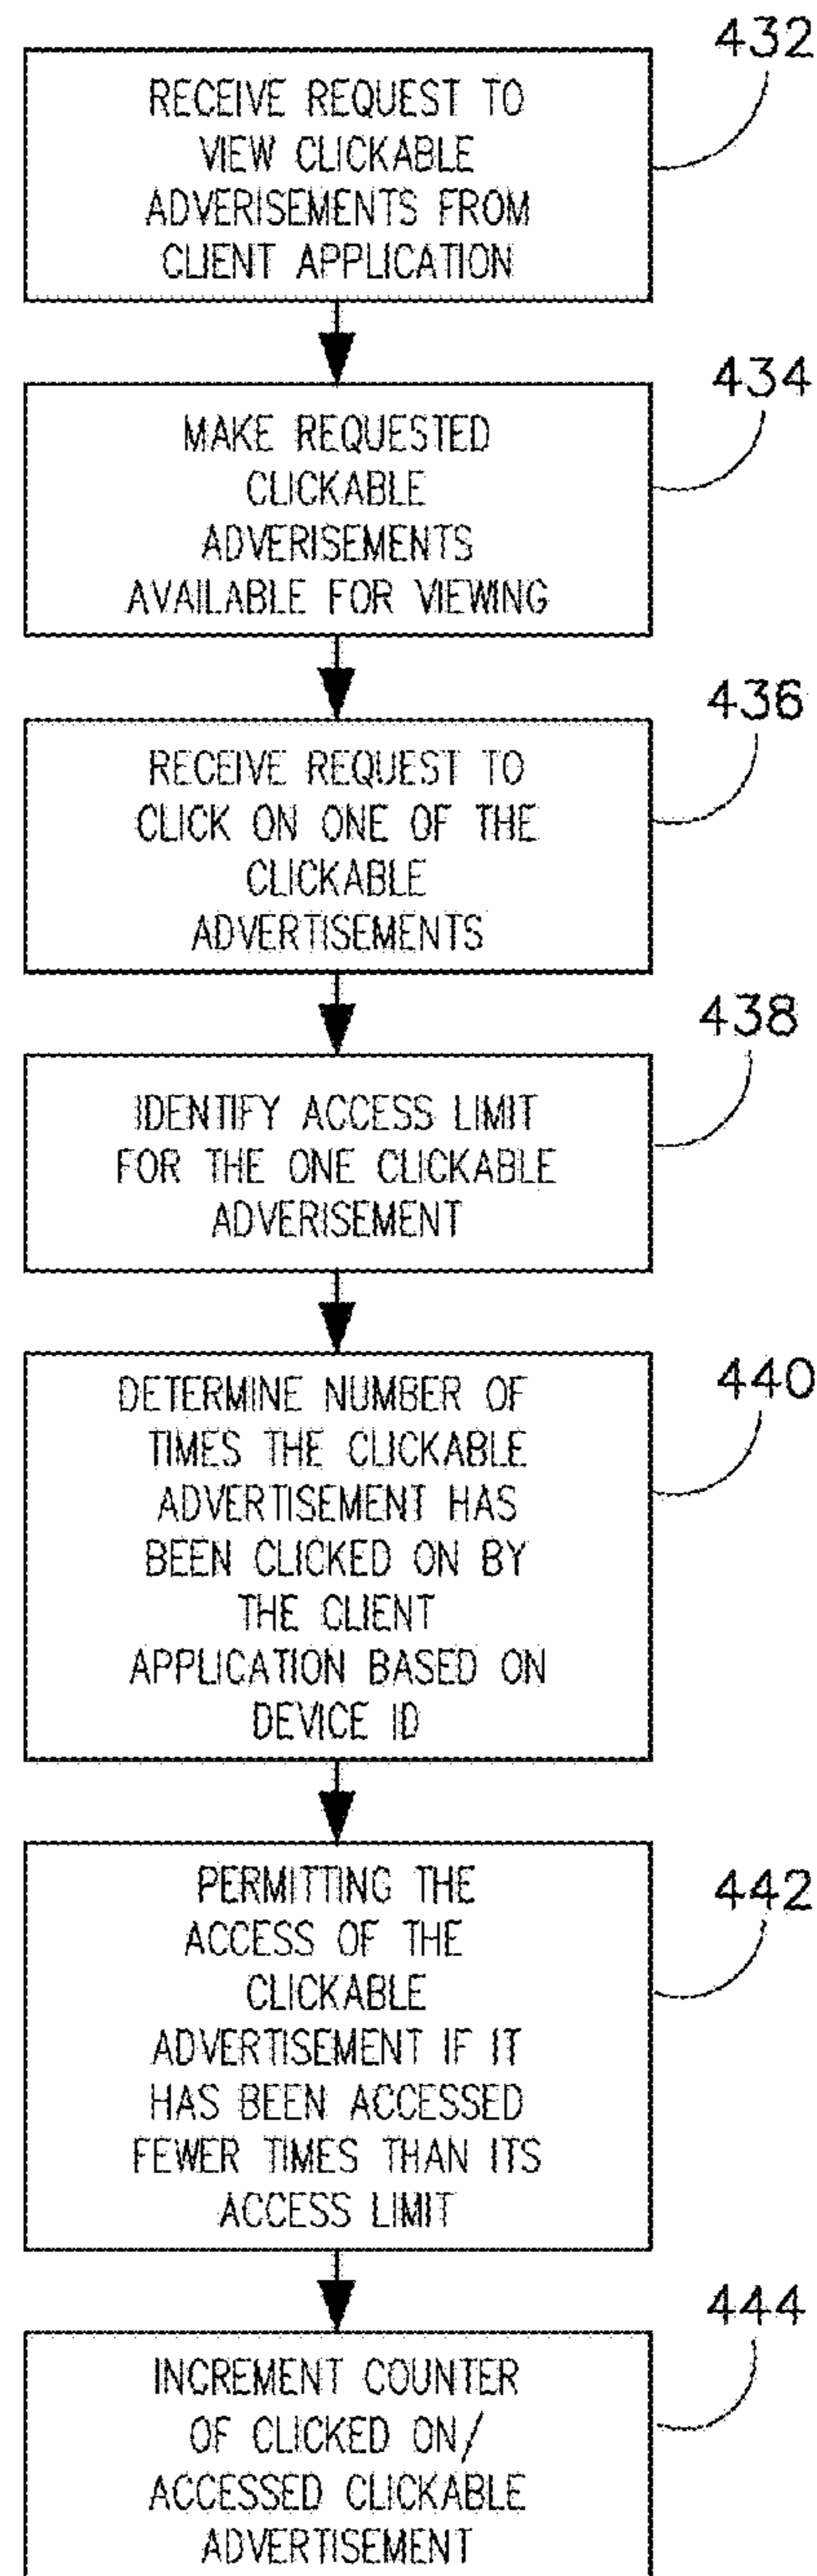 432
RECEIVE REQUEST TO
VIEW CLICKABLE
ADVERISEMENTS FROM
CLIENT APPLICATION
434
MAKE REQUESTED
CLICKABLE
ADVERISEMENTS
AVAILABLE FOR VIEWING
436
RECEIVE REQUEST TO
CLICK ON ONE OF THE
CLICKABLE
ADVERTISEMENTS
438
IDENTIFY ACCESS LIMIT
FOR THE ONE CLICKABLE
ADVERISEMENT
440
DETERMINE NUMBER OF
TIMES THE CLICKABLE
ADVERTISEMENT HAS
BEEN CLICKED ON BY
THE CLIENT
APPLICATION BASED ON
DEVICE ID
442
PERMITTING THE
ACCESS OF THE
CLICKABLE
ADVERTISEMENT IF IT
HAS BEEN ACCESSED
FEWER TIMES THAN ITS
ACCESS LIMIT
444
INCREMENT COUNTER
OF CLICKED ON/
ACCESSED CLICKABLE
ADVERTISEMENT